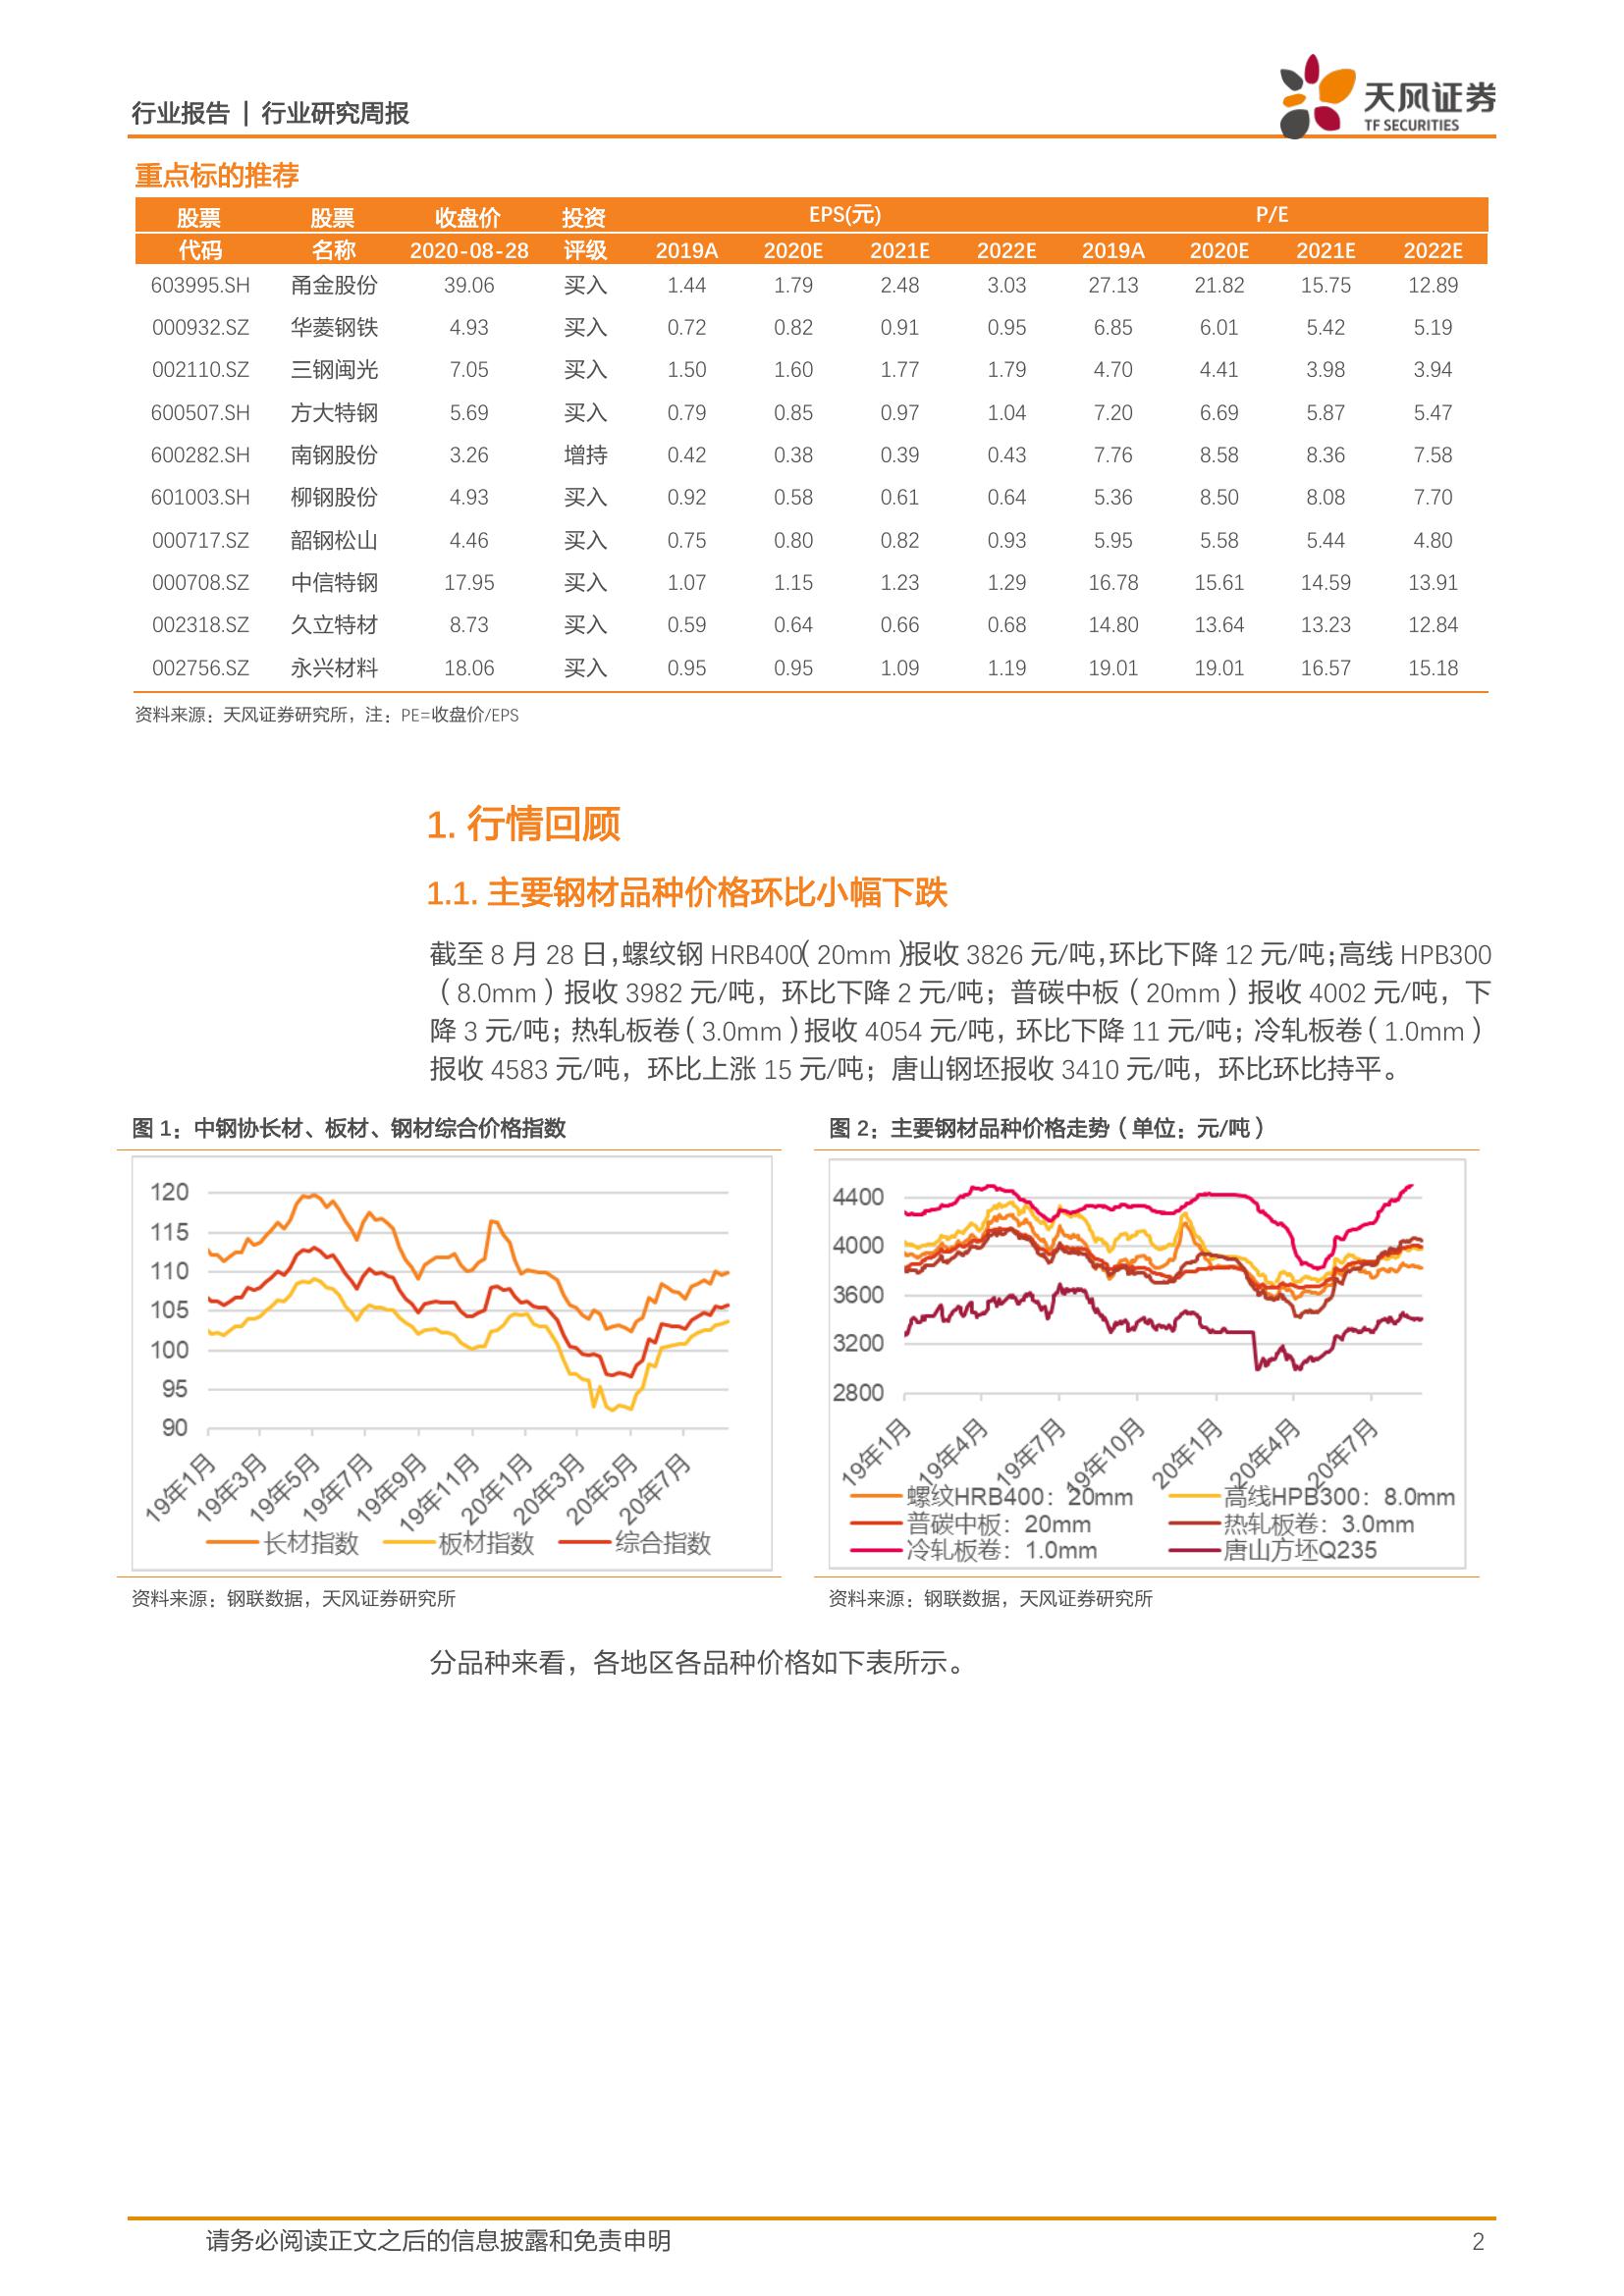 行业报告 | 行业研究周报
天风证券
TF SECURITIES
重点标的推荐
股票 股票 收盘价 投资 EPS(元) P/E
代码 名称 2020-08-28 评级 2019A 2020E 2021E 2022E 2019A 2020E 2021E 2022E
603995.SH 甬金股份 39.06 买入 1.44 1.79 2.48 3.03 27.13 21.82 15.75 12.89
000932.SZ 华菱钢铁 4.93 买入 0.72 0.82 0.91 0.95 6.85 6.01 5.42 5.19
002110.SZ 三钢闽光 7.05 买入 1.50 1.60 1.77 1.79 4.70 4.41 3.98 3.94
600507.SH 方大特钢 5.69 买入 0.79 0.85 0.97 1.04 7.20 6.69 5.87 5.47
600282.SH 南钢股份 3.26 增持 0.42 0.38 0.39 0.43 7.76 8.58 8.36 7.58
601003.SH 柳钢股份 4.93 买入 0.92 0.58 0.61 0.64 5.36 8.50 8.08 7.70
000717.SZ 韶钢松山 4.46 买入 0.75 0.80 0.82 0.93 5.95 5.58 5.44 4.80
000708.SZ 中信特钢 17.95 买入 1.07 1.15 1.23 1.29 16.78 15.61 14.59 13.91
002318.SZ 久立特材 8.73 买入 0.59 0.64 0.66 0.68 14.80 13.64 13.23 12.84
002756.SZ 永兴材料 18.06 买入 0.95 0.95 1.09 1.19 19.01 19.01 16.57 15.18
资料来源：天风证券研究所，注：PE=收盘价/EPS
1. 行情回顾
1.1. 主要钢材品种价格环比小幅下跌
截至 8 月 28 日，螺纹钢 HRB400（20mm）报收 3826 元/吨，环比下降 12 元/吨；高线 HPB300
（8.0mm）报收 3982 元/吨，环比下降 2 元/吨；普碳中板（20mm）报收 4002 元/吨，下
降 3 元/吨；热轧板卷（3.0mm）报收 4054 元/吨，环比下降 11 元/吨；冷轧板卷（1.0mm）
报收 4583 元/吨，环比上涨 15 元/吨；唐山钢坯报收 3410 元/吨，环比环比持平。
图 1：中钢协长材、板材、钢材综合价格指数
120
115
110
105
100
95
90
19年1月 19年3月 19年5月 19年7月 19年9月 19年11月 20年1月 20年3月 20年5月 20年7月
长材指数 板材指数 综合指数
资料来源：钢联数据，天风证券研究所
图 2：主要钢材品种价格走势（单位：元/吨）
4400
4000
3600
3200
2800
19年1月 19年4月 19年7月 19年10月 20年1月 20年4月 20年7月
螺纹HRB400：20mm 高线HPB300：8.0mm
普碳中板：20mm 热轧板卷：3.0mm
冷轧板卷：1.0mm 唐山方坯Q235
资料来源：钢联数据，天风证券研究所
分品种来看，各地区各品种价格如下表所示。
请务必阅读正文之后的信息披露和免责申明 2